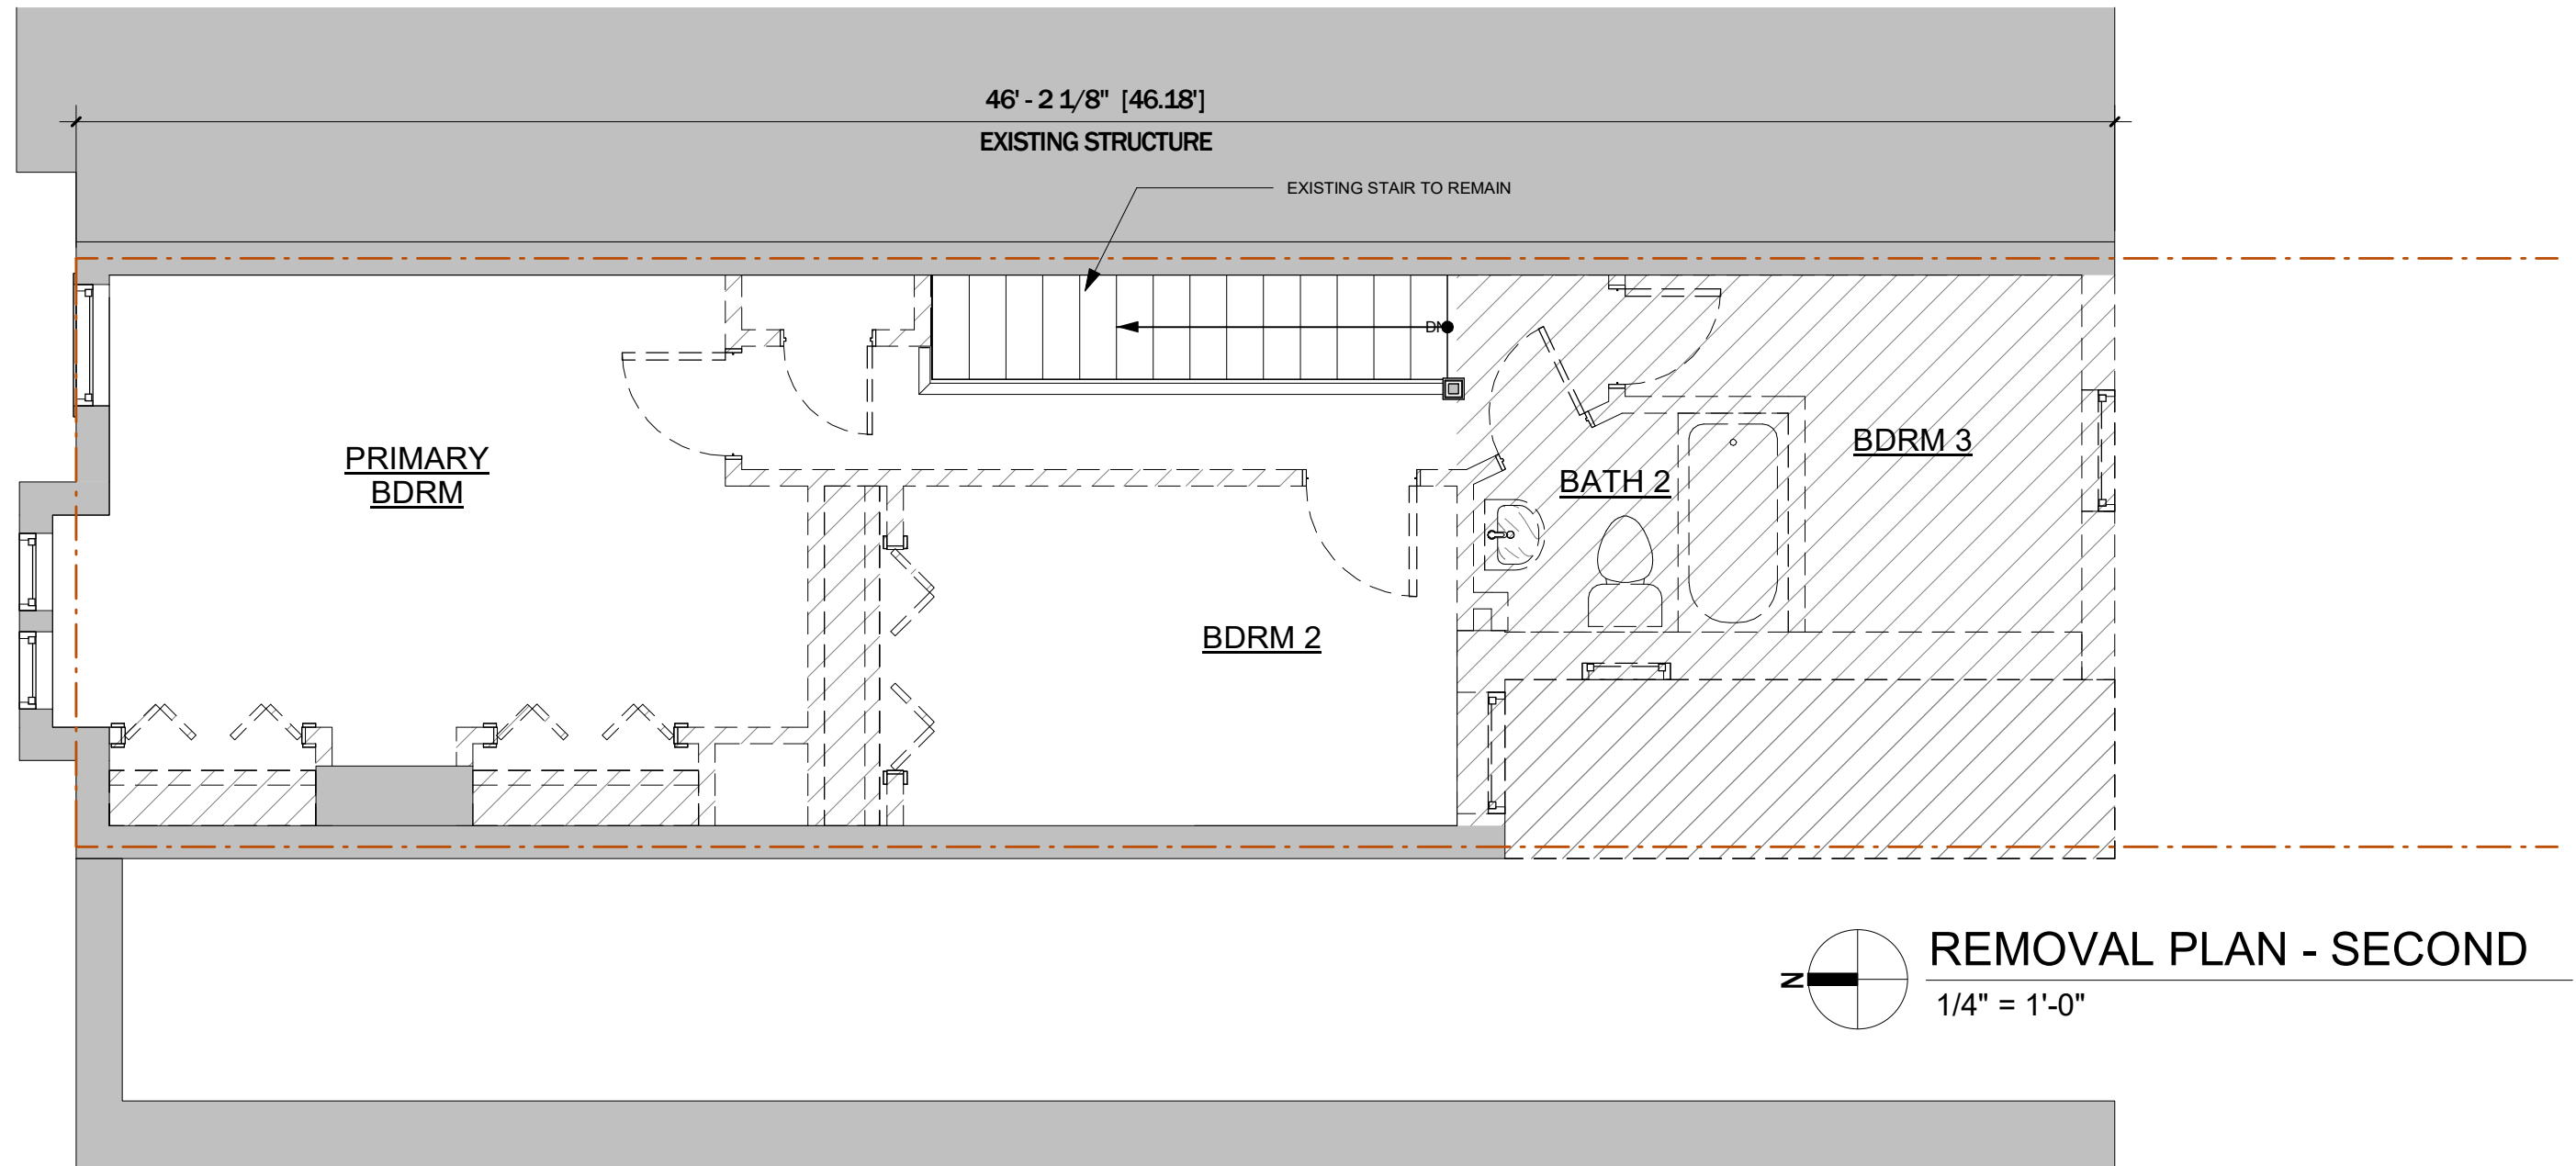 46' - 2 1/8" [46.18']
EXISTING STRUCTURE
EXISTING STAIR TO REMAIN
DN
PRIMARY
BDRM
BDRM 3
BATH 2
BDRM 2
N
REMOVAL PLAN - SECOND
1/4" = 1'-0"